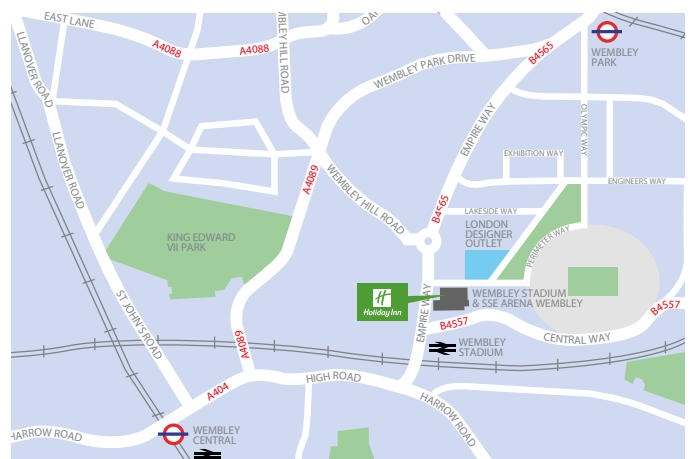 EAST LANE
A4088
A4088
LLANOVER ROAD
MBLEY HILL ROAD
OA
WEMBLEY PARK DRIVE
B4565
WEMBLEY
PARK
EMPIRE WAY
OLYMPIC WAY
LLANOVER ROAD
A4089
EXHIBITION WAY
ENGINEERS WAY
WEMBLEY HILL ROAD
B4565
LAKESIDE WAY
LONDON
DESIGNER
OUTLET
PERIMETER WAY
KING EDWARD
VII PARK
Holiday Inn
WEMBLEY STADIUM
& SSE ARENA WEMBLEY
B4557
EMPIRE WAY
B4557
CENTRAL WAY
ST JOHN'S ROAD
A4089
WEMBLEY
STADIUM
A404
HIGH ROAD
HARROW ROAD
HARROW ROAD
WEMBLEY
CENTRAL